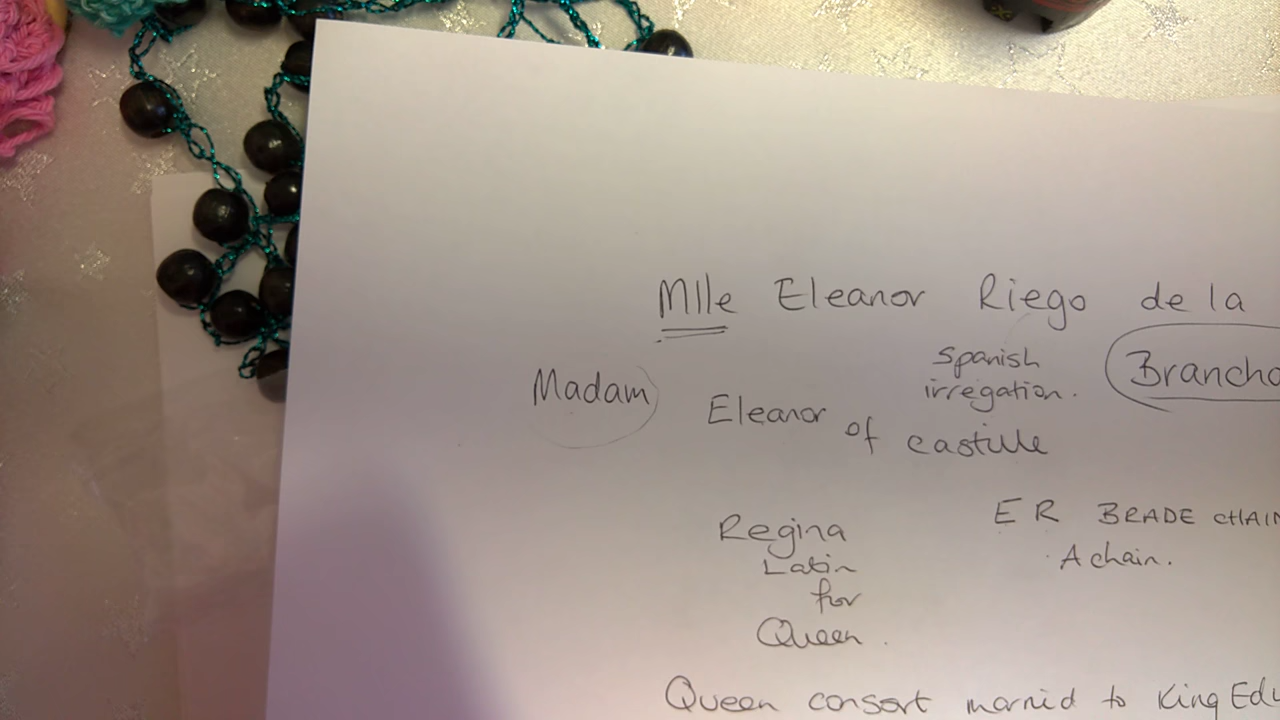 Mlle Eleanor Riego de la
Spanish
irregation.
Brancho
Madam
Eleanor of castille
Regina
Latin
for
Queen.
ER BRADE CHAIN
A chain.
Queen consort married to King Edu